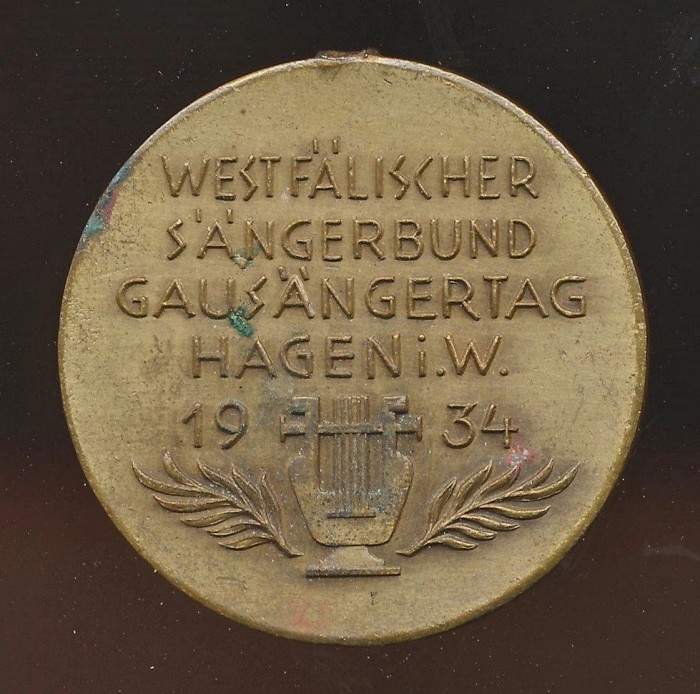 WESTFÄLISCHER
SÄNGERBUND
GAUSÄNGERTAG
HAGEN i.W.
19 34